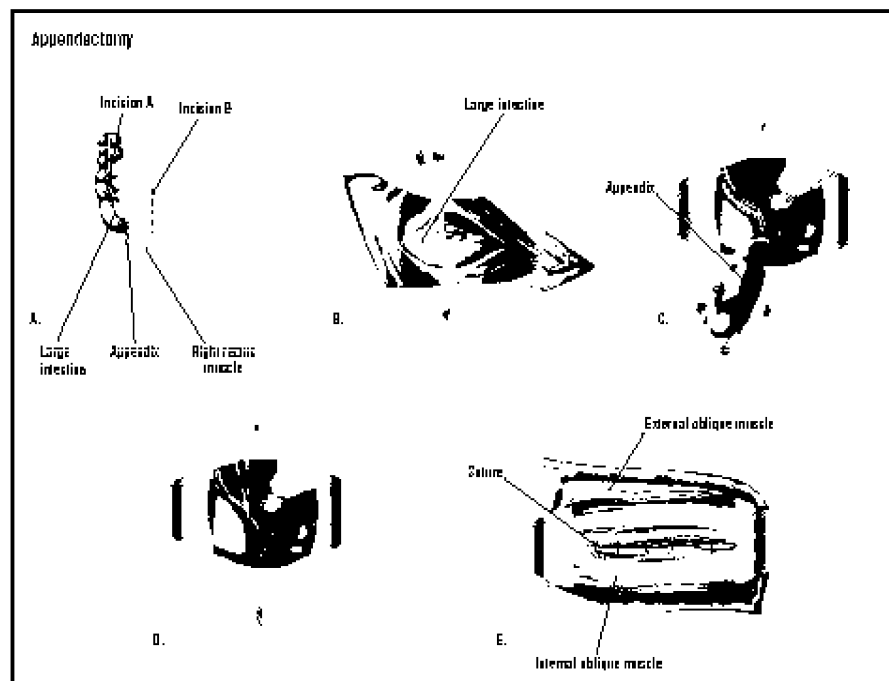 Appendectomy
Incision A
Incision B
A.
Large
intestine
Appendix
Right rectus
muscle
Large intestine
B.
Appendix
C.
D.
External oblique muscle
Suture
E.
Internal oblique muscle